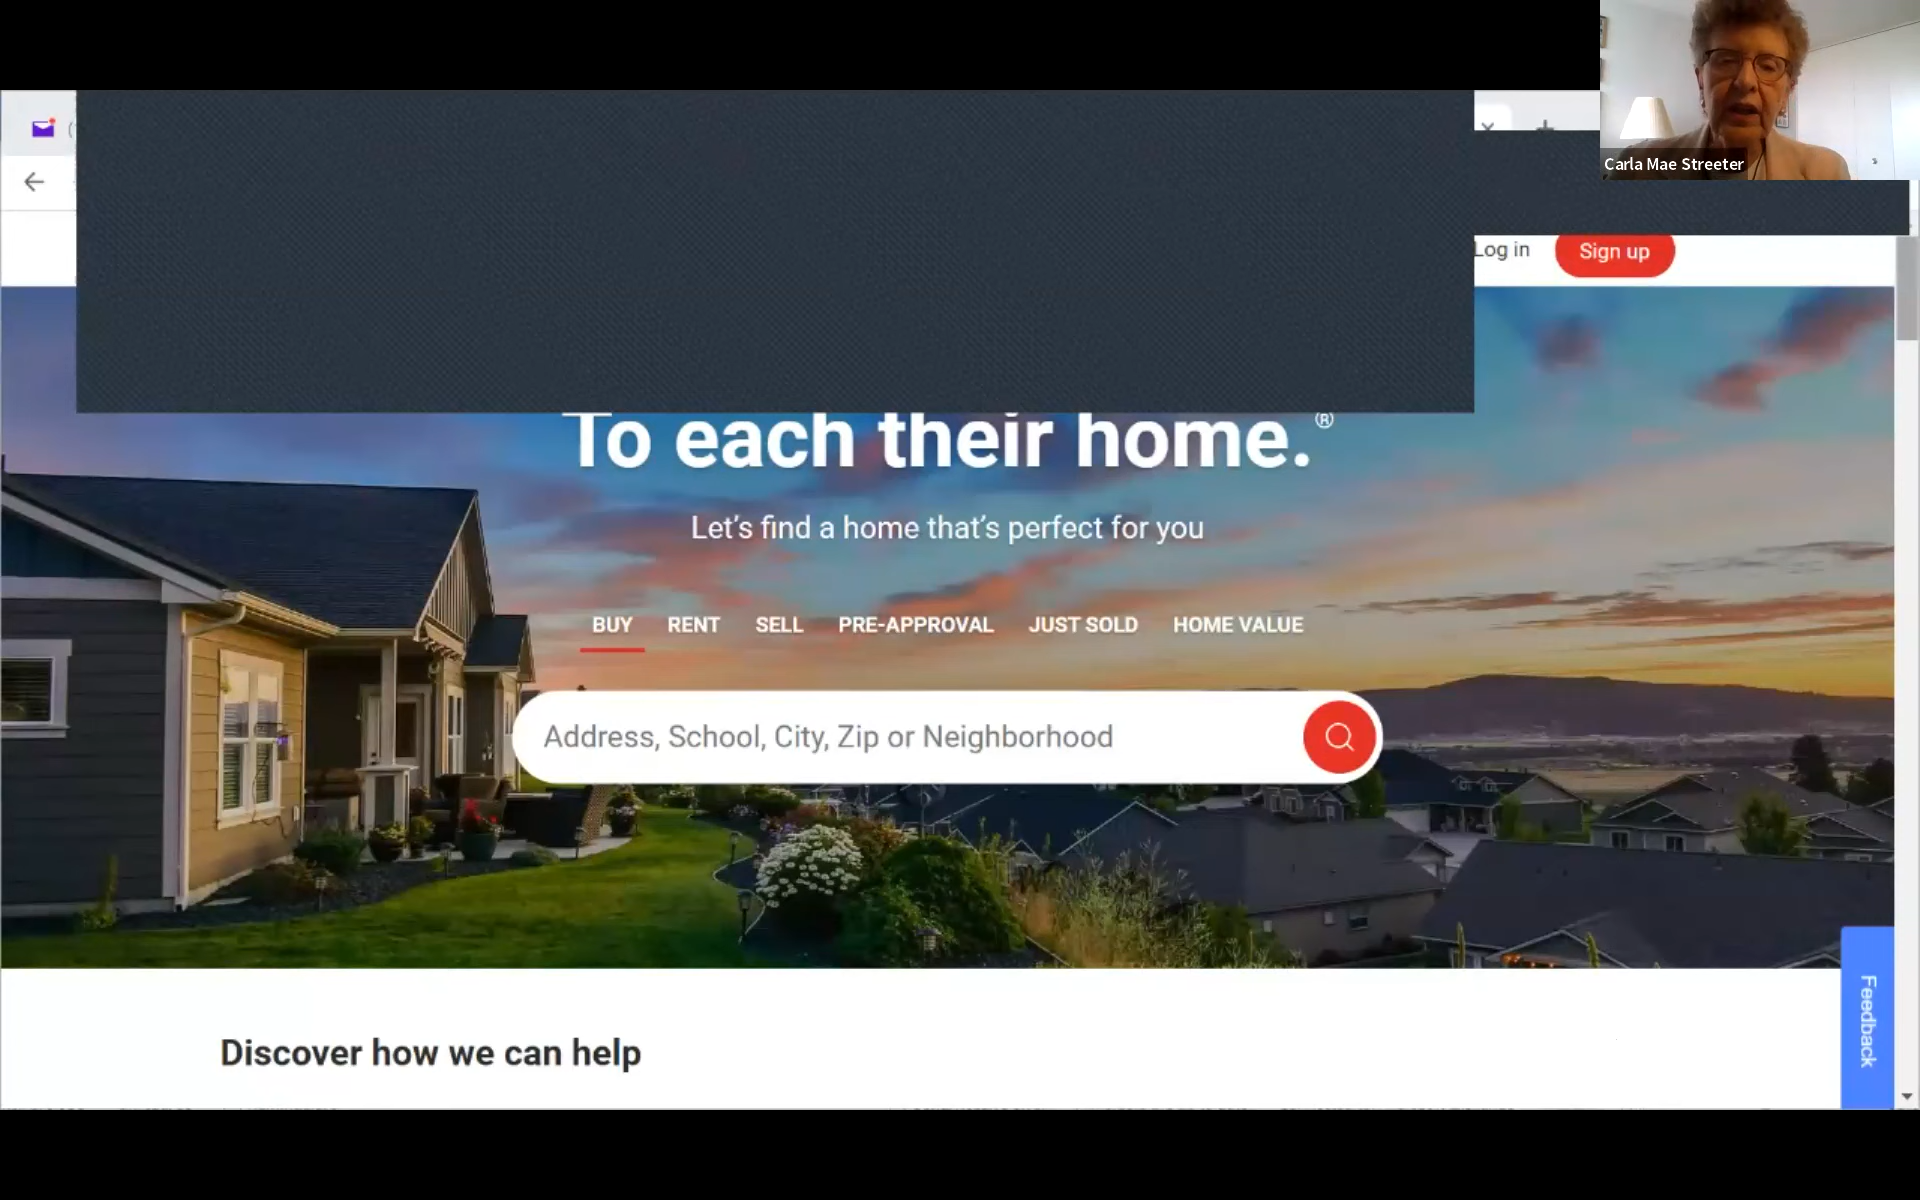 Carla Mae Streeter
Log in
Sign up
To each their home.®
Let's find a home that's perfect for you
BUY RENT SELL PRE-APPROVAL JUST SOLD HOME VALUE
Address, School, City, Zip or Neighborhood
Feedback
Discover how we can help